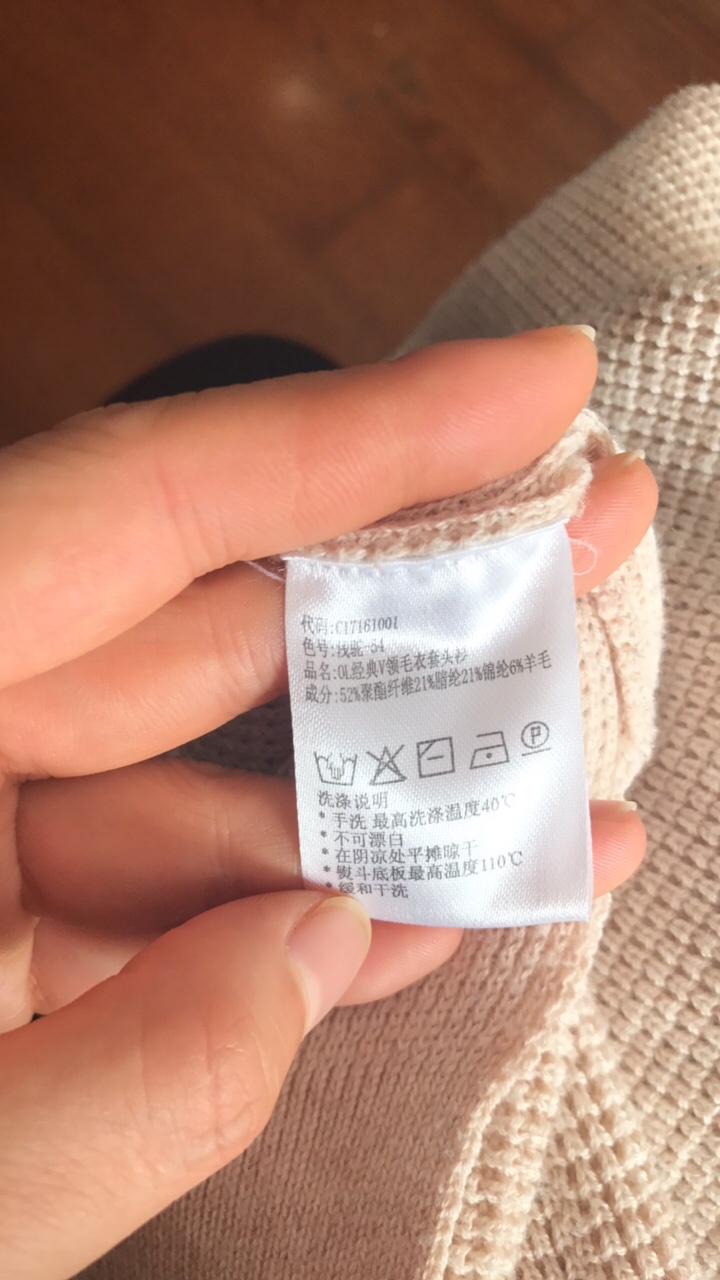 代码:C17161001
色号:浅驼-54
品名:OL经典V领毛衣套头衫
成分:52%聚酯纤维21%腈纶21%锦纶6%羊毛
P
洗涤说明
* 手洗 最高洗涤温度40℃
* 不可漂白
* 在阴凉处平摊晾干
* 熨斗底板最高温度110℃
* 缓和干洗